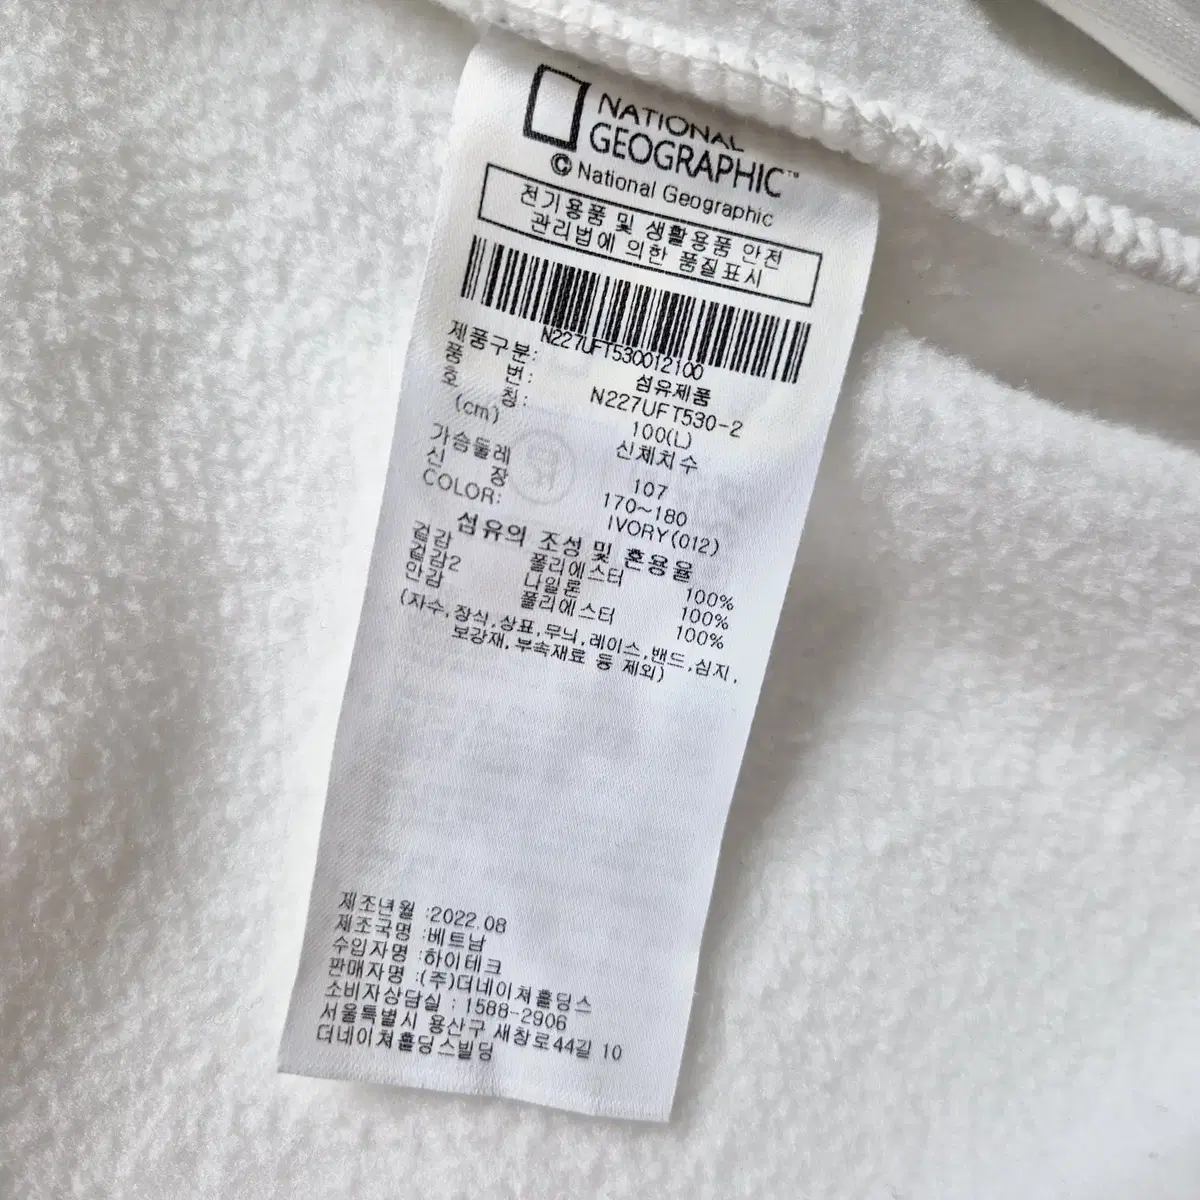 NATIONAL
GEOGRAPHIC™
© National Geographic
전기용품 및 생활용품 안전
관리법에 의한 품질표시
N227UFT530012100
제품구분: 섬유제품
품 번: N227UFT530-2
호 칭: 100(L)
(cm) 신체치수
가슴둘레 107
신 장 170~180
COLOR: IVORY(012)
섬유의 조성 및 혼용율
겉감 폴리에스터 100%
겉감2 나일론 100%
안감 폴리에스터 100%
(자수,장식,상표,무늬,레이스,밴드,심지,
보강재,부속재료 등 제외)
제조년월 :2022.08
제조국명 :베트남
수입자명 :하이테크
판매자명 :(주)더네이쳐홀딩스
소비자상담실 : 1588-2906
서울특별시 용산구 새창로44길 10
더네이쳐홀딩스빌딩